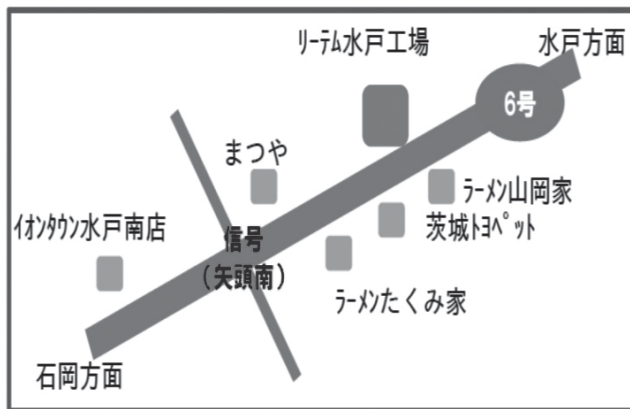 ﾘｰﾃﾑ水戸工場
水戸方面
6号
まつや
ﾗｰﾒﾝ山岡家
ｲｵﾝﾀｳﾝ水戸南店
信号
（矢頭南）
茨城ﾄﾖﾍﾟｯﾄ
ﾗｰﾒﾝたくみ家
石岡方面